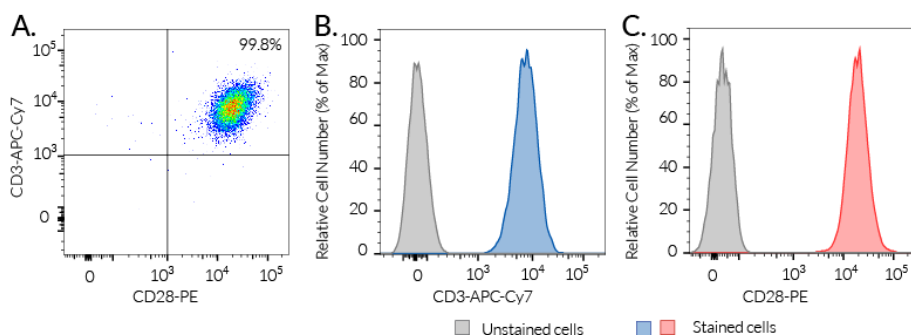 A.
99.8%
10⁵
10⁴
10³
0
CD3-APC-Cy7
0 10³ 10⁴ 10⁵
CD28-PE
B.
100
80
60
40
20
0
Relative Cell Number (% of Max)
0 10³ 10⁴ 10⁵
CD3-APC-Cy7
C.
100
80
60
40
20
0
Relative Cell Number (% of Max)
0 10³ 10⁴ 10⁵
CD28-PE
Unstained cells
Stained cells